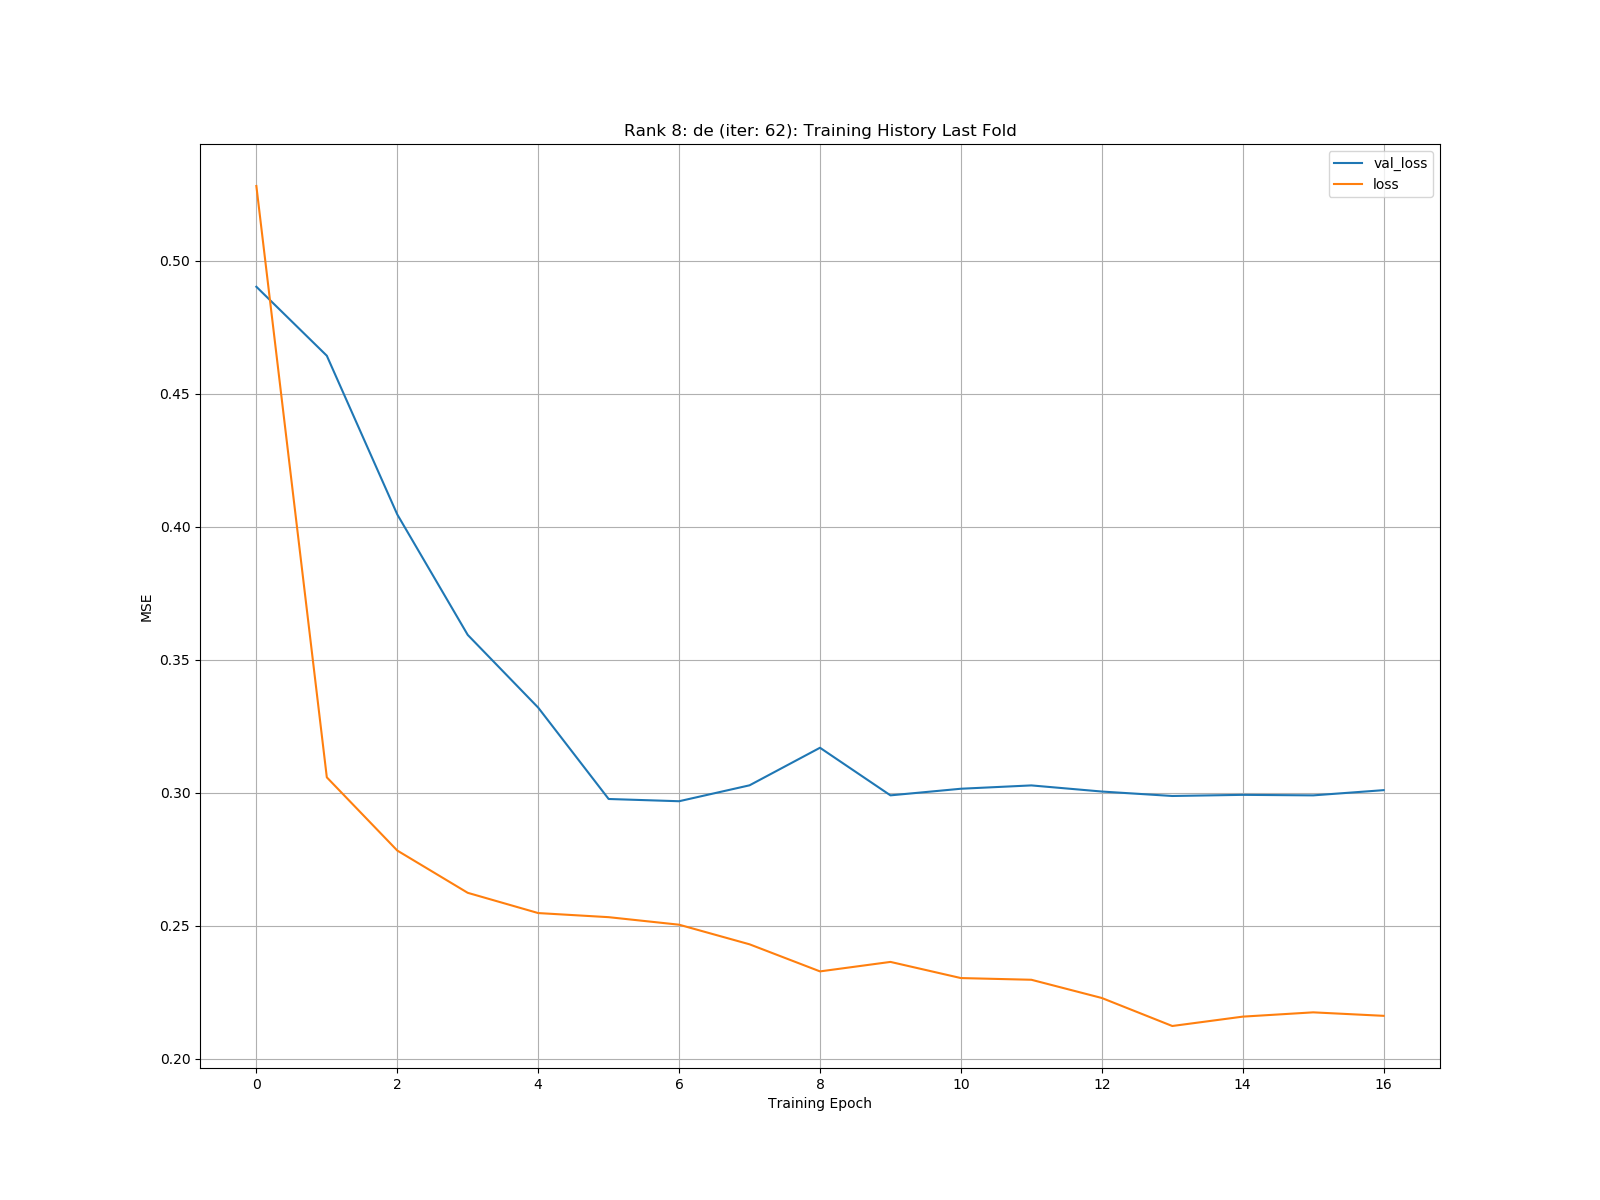 Rank 8: de (iter: 62): Training History Last Fold
val_loss
loss
0.50
0.45
0.40
0.35
0.30
0.25
0.20
MSE
0 2 4 6 8 10 12 14 16
Training Epoch